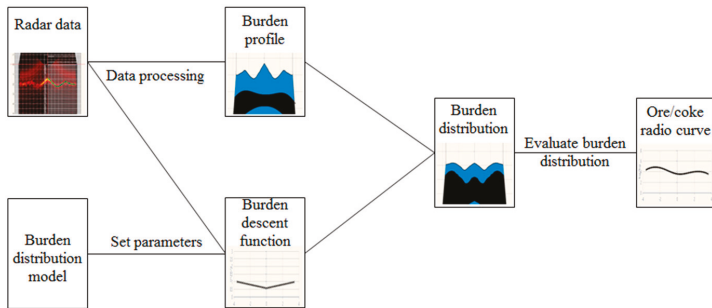 Radar data
Data processing
Burden
profile
Burden
distribution
Evaluate burden
distribution
Ore/coke
radio curve
Burden
distribution
model
Set parameters
Burden
descent
function